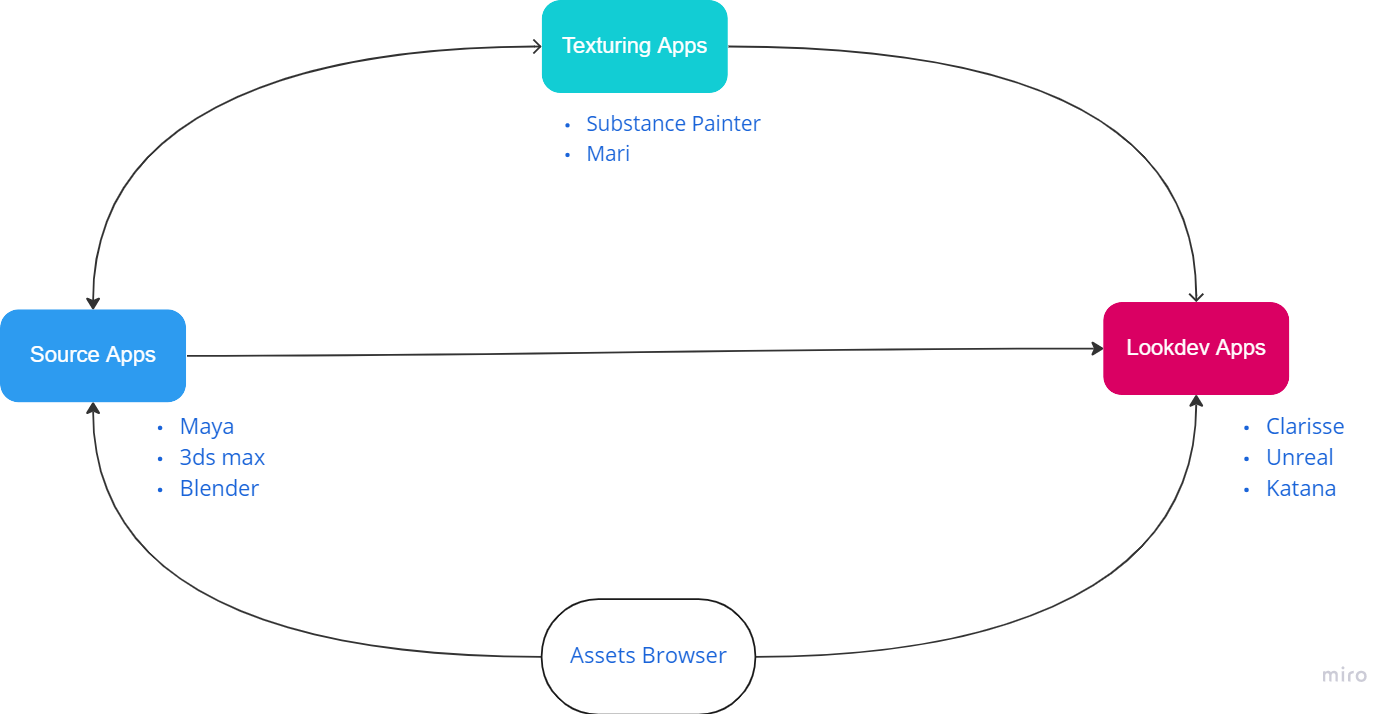 Texturing Apps
• Substance Painter
• Mari
Source Apps
• Maya
• 3ds max
• Blender
Lookdev Apps
• Clarisse
• Unreal
• Katana
Assets Browser
miro